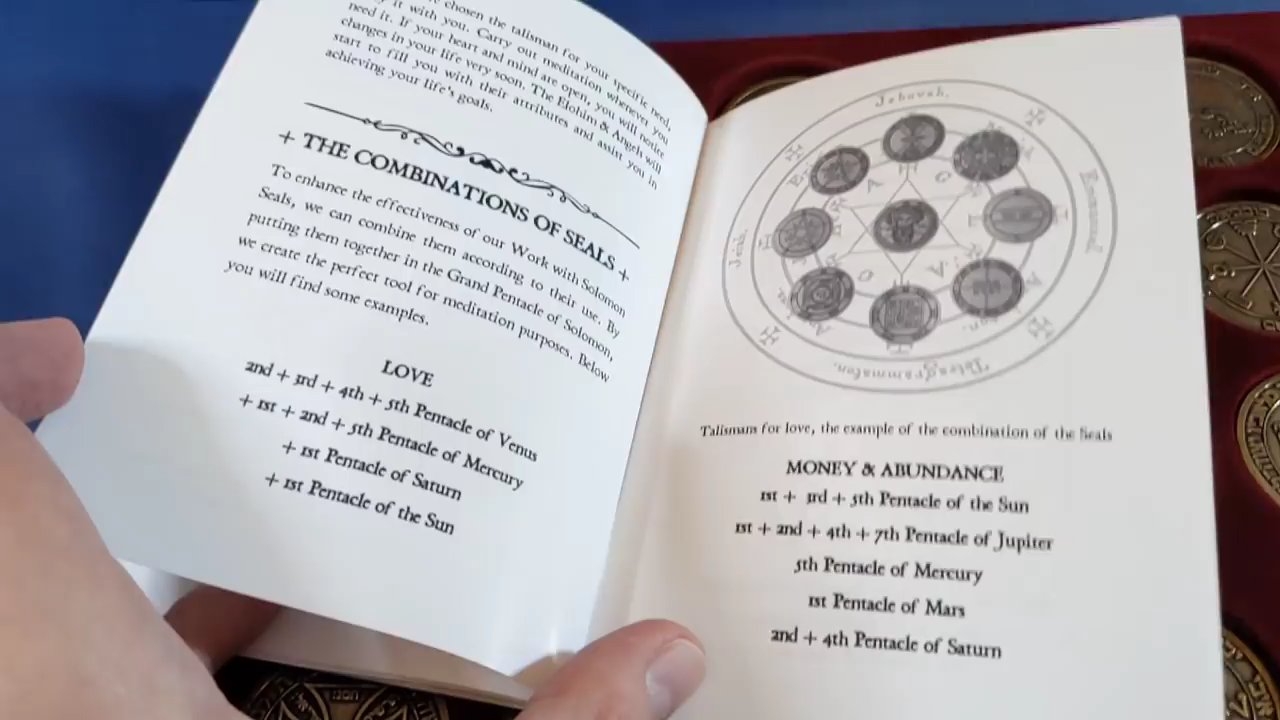 chosen the talisman for your specific need,
it with you. Carry out meditation whenever you
need it. If your heart and mind are open, you will notice
changes in your life very soon. The Elohim & Angels will
start to fill you with their attributes and assist you in
achieving your life's goals.
+ THE COMBINATIONS OF SEALS +
To enhance the effectiveness of our Work with Solomon
Seals, we can combine them according to their use. By
putting them together in the Grand Pentacle of Solomon,
we create the perfect tool for meditation purposes. Below
you will find some examples.
LOVE
2nd + 3rd + 4th + 5th Pentacle of Venus
+ 1st + 2nd + 5th Pentacle of Mercury
+ 1st Pentacle of Saturn
+ 1st Pentacle of the Sun
Jehovah.
Emanuel
Tetragrammaton.
Jeiah.
A G L A
Talismans for love, the example of the combination of the Seals
MONEY & ABUNDANCE
1st + 3rd + 5th Pentacle of the Sun
1st + 2nd + 4th + 7th Pentacle of Jupiter
5th Pentacle of Mercury
1st Pentacle of Mars
2nd + 4th Pentacle of Saturn